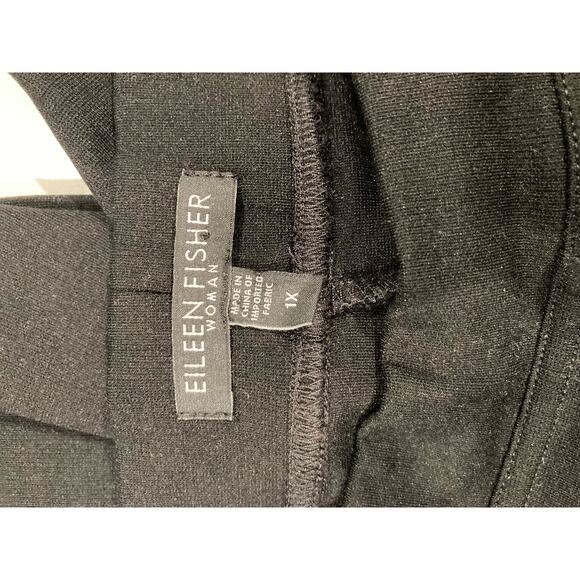 EILEEN FISHER
WOMAN
MADE IN
CHINA OF
IMPORTED
FABRIC
1X